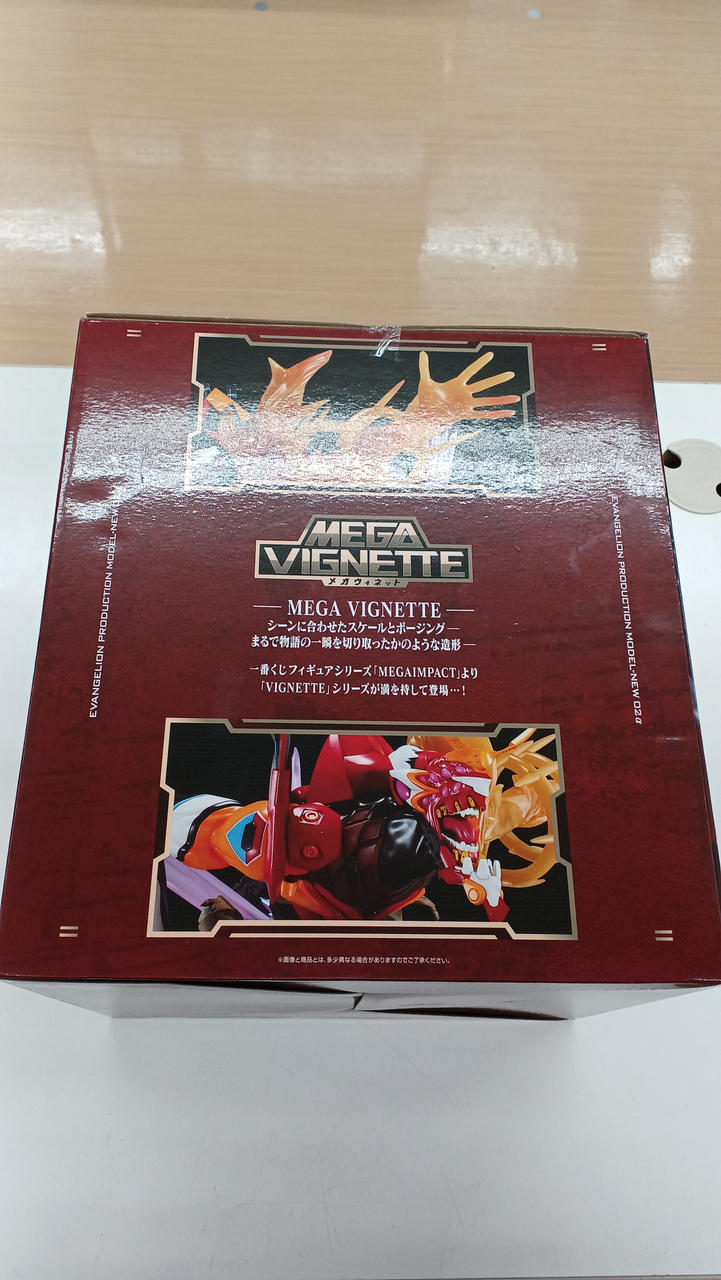 MEGA
VIGNETTE
メガヴィネット
— MEGA VIGNETTE —
シーンに合わせたスケールとポージング—
まるで物語の一瞬を切り取ったかのような造形—
一番くじフィギュアシリーズ「MEGAIMPACT」より
「VIGNETTE」シリーズが満を持して登場…！
EVANGELION PRODUCTION MODEL-NEW
EVANGELION PRODUCTION MODEL-NEW 02α
※画像と商品とは、多少異なる場合がありますのでご了承ください。